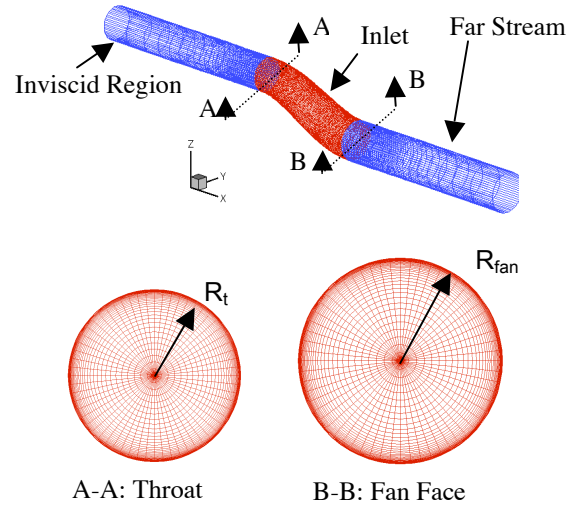 A
Inlet
Far Stream
Inviscid Region
A
B
B
Z
Y
X
Rt
Rfan
A-A: Throat
B-B: Fan Face